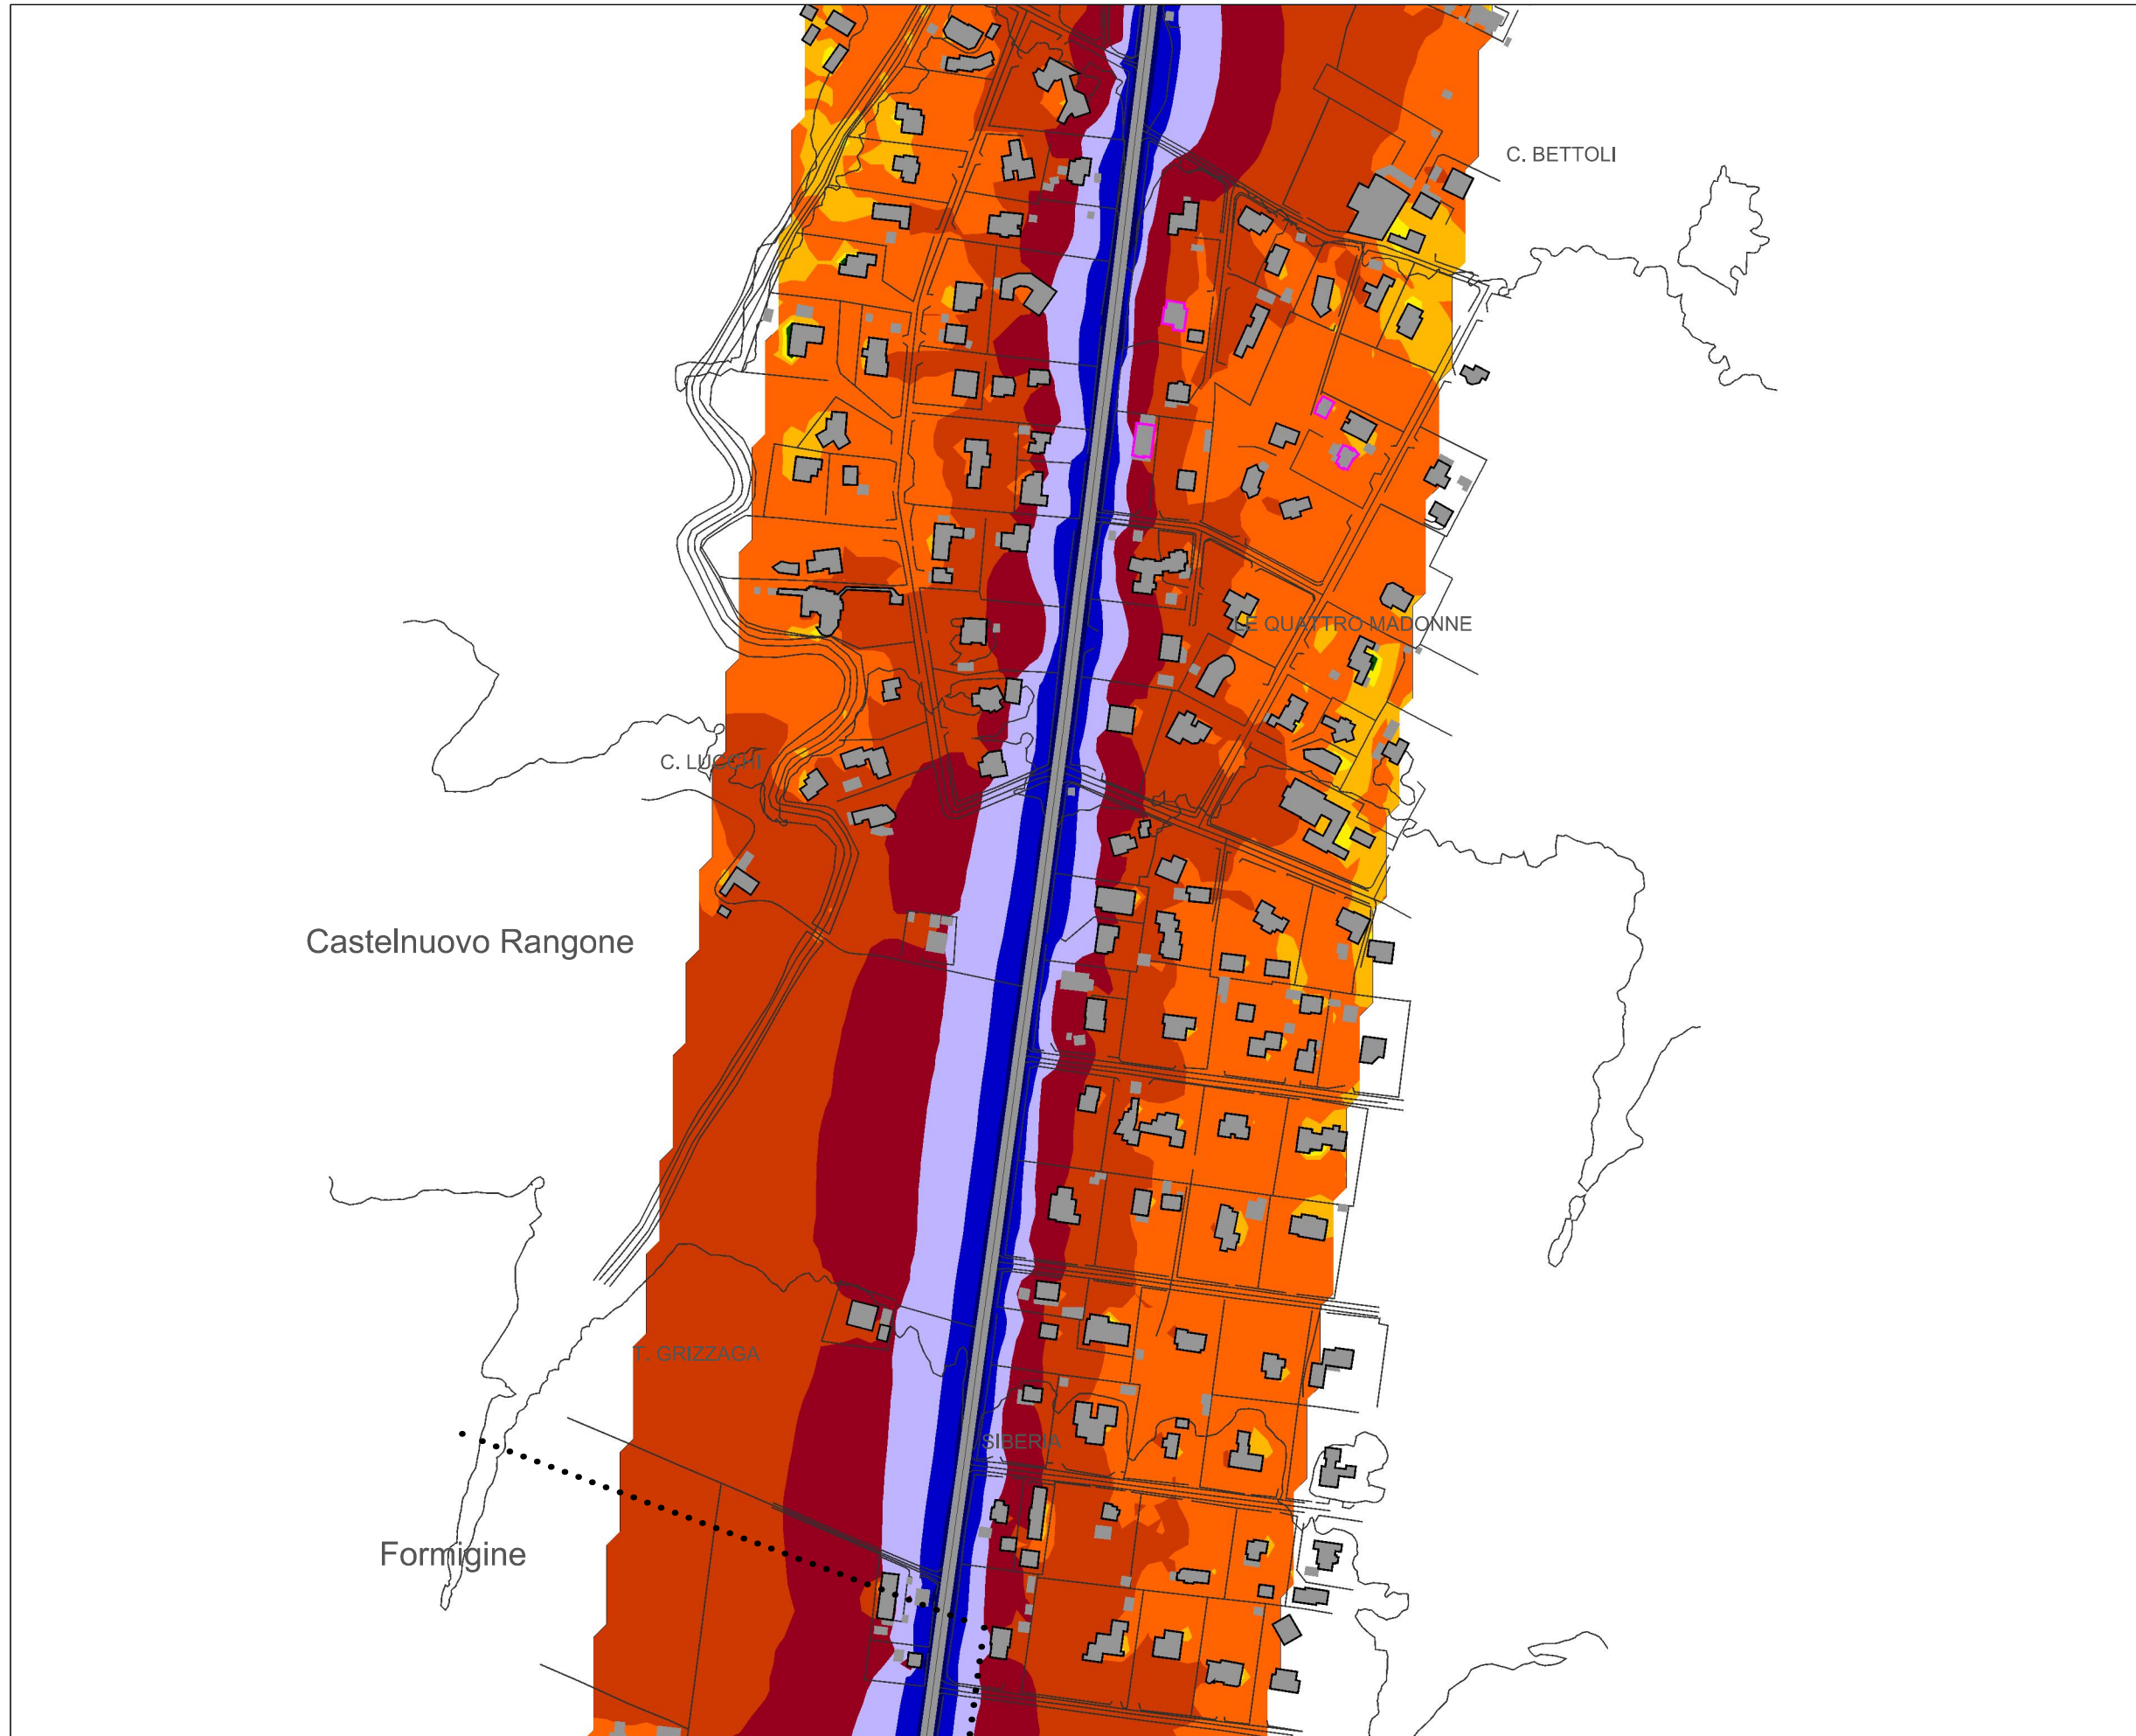 C. BETTOLI
LE QUATTRO MADONNE
C. LUCCHI
Castelnuovo Rangone
T. GRIZZAGA
SIBERIA
Formigine